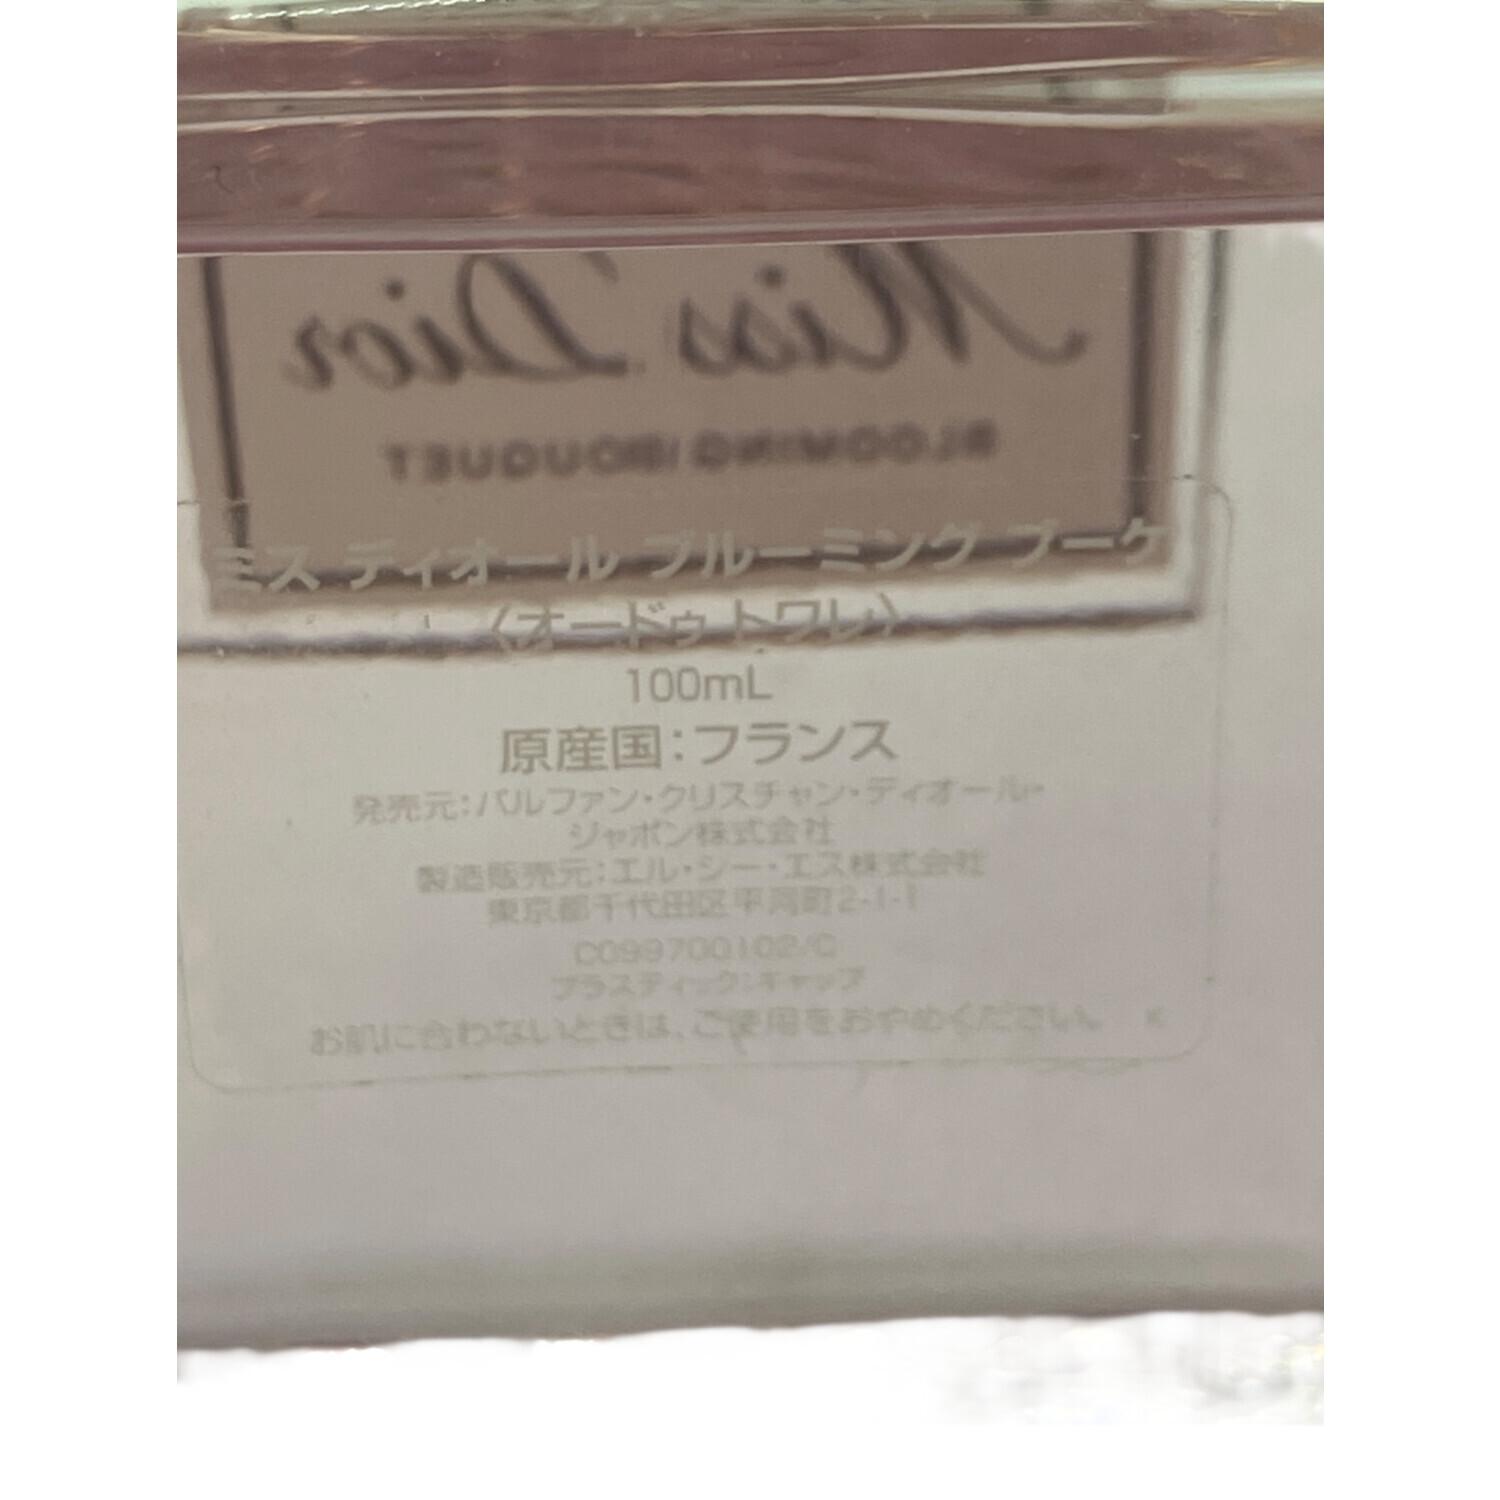 Miss Dior
BLOOMING BOUQUET
ミス ディオール ブルーミング ブーケ
〈オードゥ トワレ〉
100mL
原産国:フランス
発売元:パルファン・クリスチャン・ディオール・
ジャポン株式会社
製造販売元:エル・シー・エス株式会社
東京都千代田区平河町2-1-1
C099700102/C
プラスティック:キャップ
お肌に合わないときは、ご使用をおやめください。 K